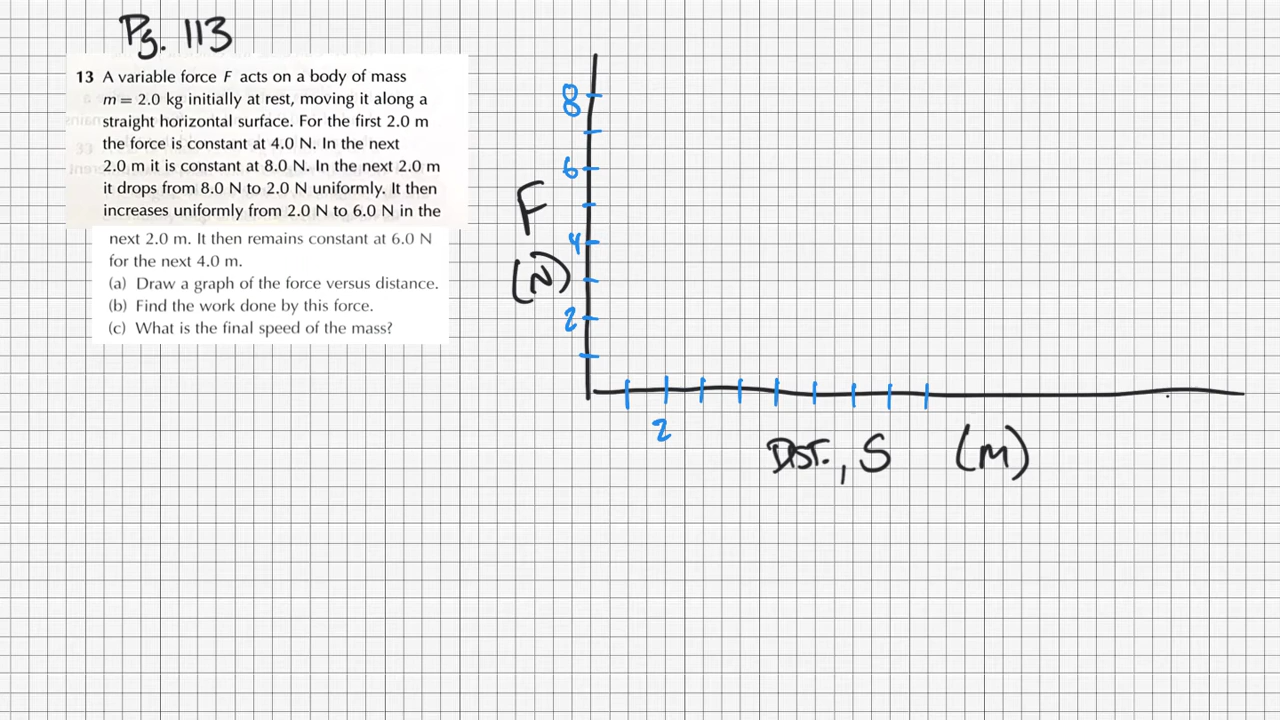 Pg. 113
13 A variable force F acts on a body of mass
m = 2.0 kg initially at rest, moving it along a
straight horizontal surface. For the first 2.0 m
the force is constant at 4.0 N. In the next
2.0 m it is constant at 8.0 N. In the next 2.0 m
it drops from 8.0 N to 2.0 N uniformly. It then
increases uniformly from 2.0 N to 6.0 N in the
next 2.0 m. It then remains constant at 6.0 N
for the next 4.0 m.
(a) Draw a graph of the force versus distance.
(b) Find the work done by this force.
(c) What is the final speed of the mass?
8
6
F
4
(N)
2
2
DIST., S (M)